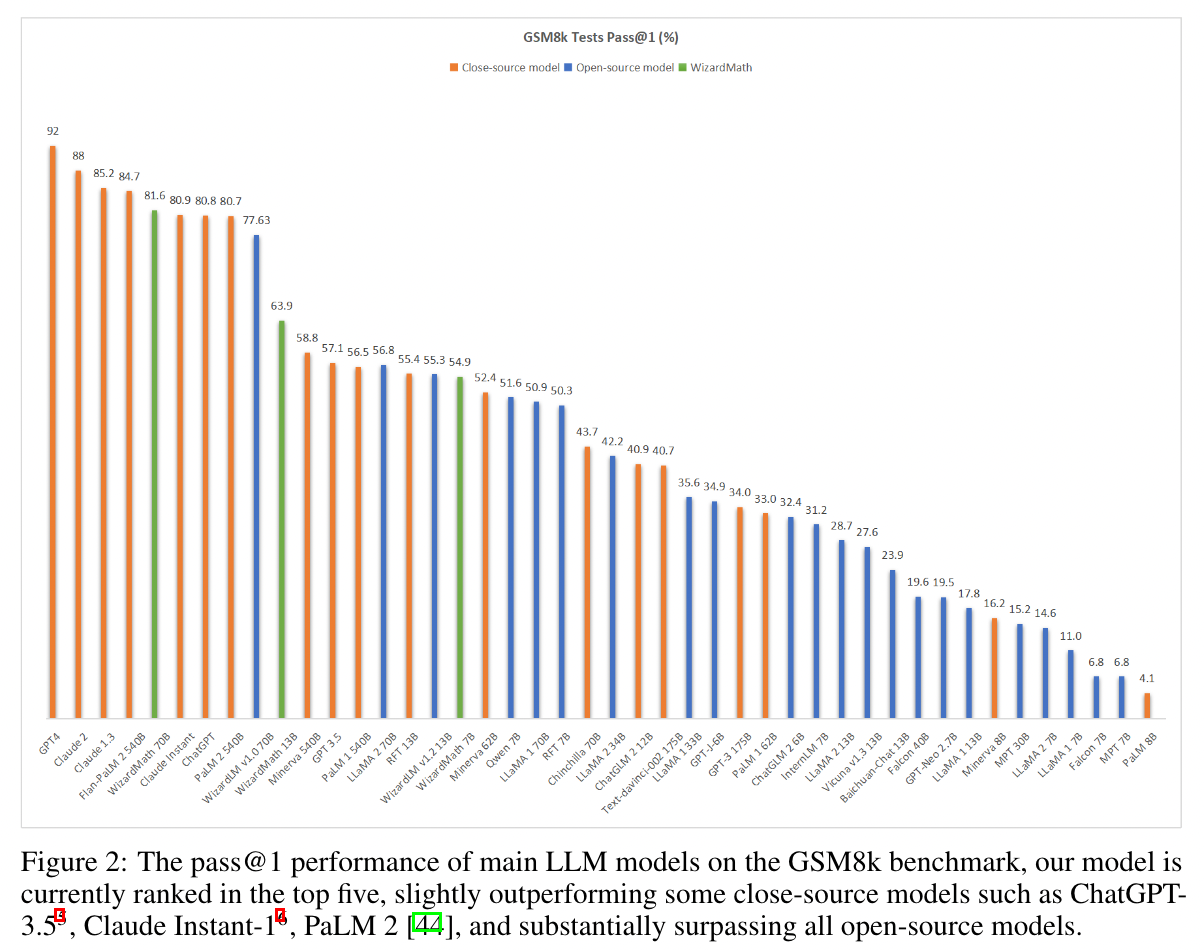 GSM8k Tests Pass@1 (%)
Close-source model Open-source model WizardMath
92
88
85.2
84.7
81.6
80.9
80.8
80.7
77.63
63.9
58.8
57.1
56.5
56.8
55.4
55.3
54.9
52.4
51.6
50.9
50.3
43.7
42.2
40.9
40.7
35.6
34.9
34.0
33.0
32.4
31.2
28.7
27.6
23.9
19.6
19.5
17.8
16.2
15.2
14.6
11.0
6.8
6.8
4.1
GPT4
Claude 2
Claude 1.3
Flan-PaLM 2 540B
WizardMath 70B
Claude Instant
ChatGPT
PaLM 2 540B
WizardLM v1.0 70B
WizardMath 13B
Minerva 540B
GPT 3.5
PaLM 1 540B
LLaMA 2 70B
RFT 13B
WizardLM v1.2 13B
WizardMath 7B
Minerva 62B
Qwen 7B
LLaMA 1 70B
RFT 7B
Chinchilla 70B
LLaMA 2 34B
ChatGLM 2 12B
Text-davinci-002 175B
LLaMA 1 33B
GPT-J-6B
GPT-3 175B
PaLM 1 62B
ChatGLM 2 6B
InternLM 7B
LLaMA 2 13B
Vicuna v1.3 13B
Baichuan-Chat 13B
Falcon 40B
GPT-Neo 2.7B
LLaMA 1 13B
Minerva 8B
MPT 30B
LLaMA 2 7B
LLaMA 1 7B
Falcon 7B
MPT 7B
PaLM 8B
Figure 2: The pass@1 performance of main LLM models on the GSM8k benchmark, our model is
currently ranked in the top five, slightly outperforming some close-source models such as ChatGPT-
3.5, Claude Instant-1, PaLM 2 [44], and substantially surpassing all open-source models.